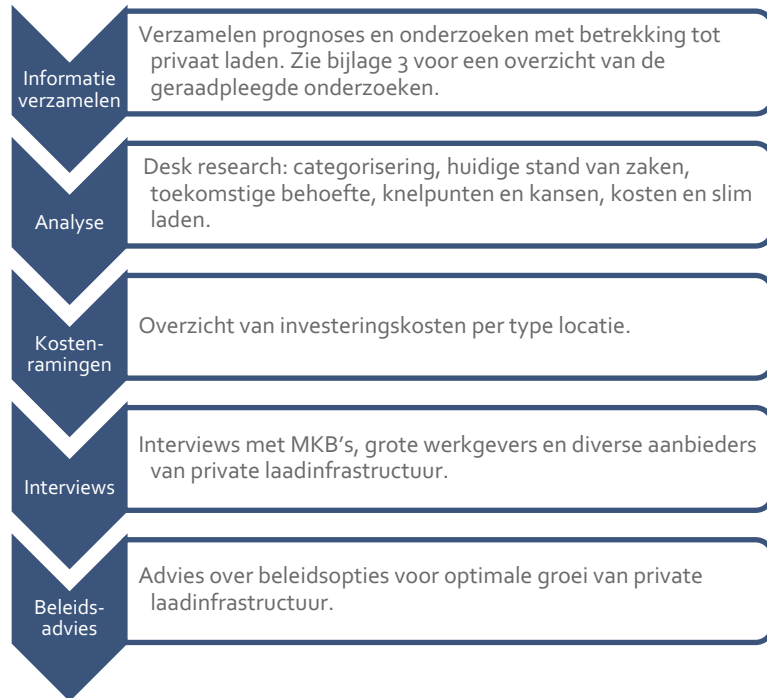 Informatie
verzamelen
Verzamelen prognoses en onderzoeken met betrekking tot
privaat laden. Zie bijlage 3 voor een overzicht van de
geraadpleegde onderzoeken.
Analyse
Desk research: categorisering, huidige stand van zaken,
toekomstige behoefte, knelpunten en kansen, kosten en slim
laden.
Kosten-
ramingen
Overzicht van investeringskosten per type locatie.
Interviews
Interviews met MKB's, grote werkgevers en diverse aanbieders
van private laadinfrastructuur.
Beleids-
advies
Advies over beleidsopties voor optimale groei van private
laadinfrastructuur.